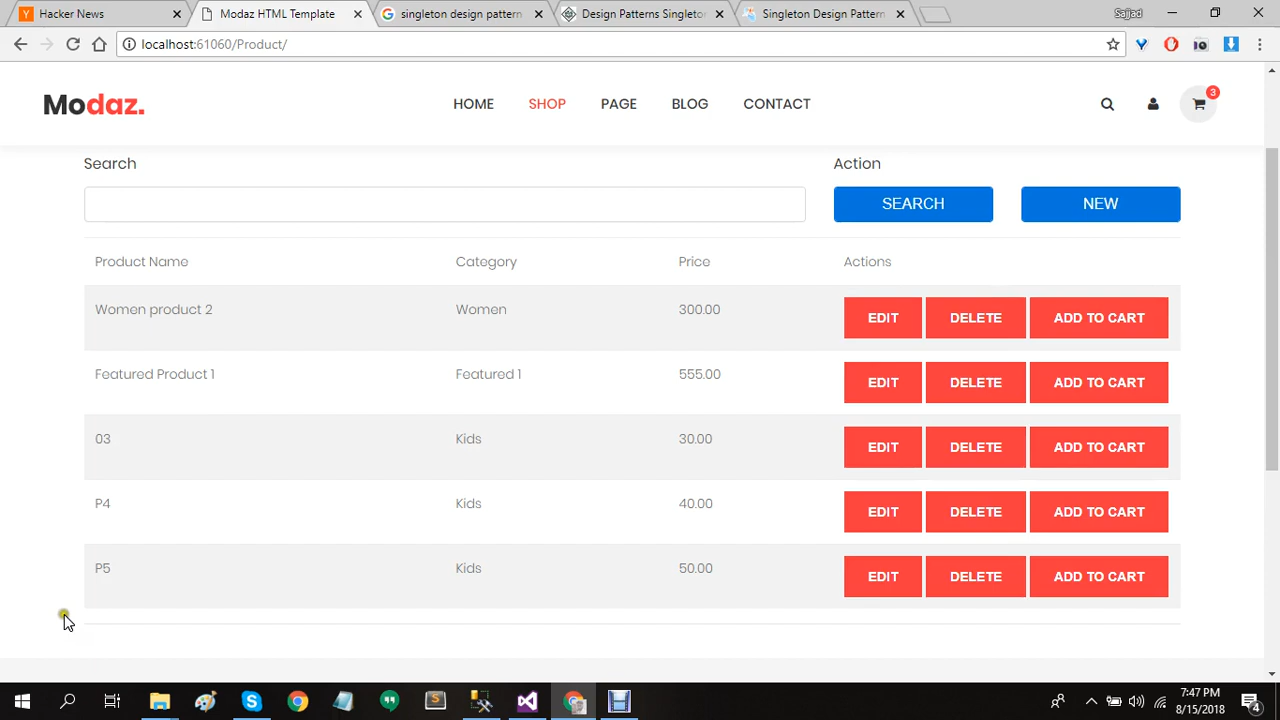 Hacker News
Modaz HTML Template
singleton design pattern
Design Patterns Singleton
Singleton Design Pattern
Sajjad
localhost:61060/Product/
Modaz.
HOME SHOP PAGE BLOG CONTACT
3
Search
Action
SEARCH NEW
Product Name Category Price Actions
Women product 2 Women 300.00 EDIT DELETE ADD TO CART
Featured Product 1 Featured 1 555.00 EDIT DELETE ADD TO CART
03 Kids 30.00 EDIT DELETE ADD TO CART
P4 Kids 40.00 EDIT DELETE ADD TO CART
P5 Kids 50.00 EDIT DELETE ADD TO CART
7:47 PM
8/15/2018
4